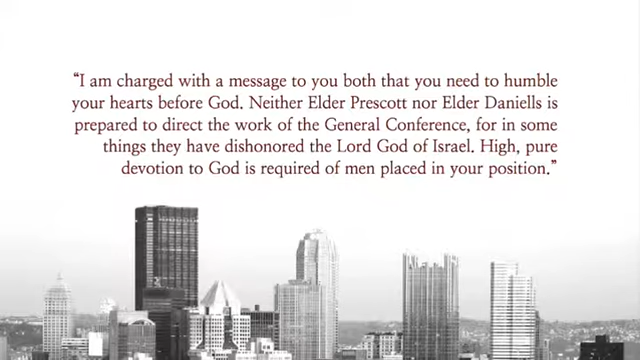 “I am charged with a message to you both that you need to humble
your hearts before God. Neither Elder Prescott nor Elder Daniells is
prepared to direct the work of the General Conference, for in some
things they have dishonored the Lord God of Israel. High, pure
devotion to God is required of men placed in your position.”